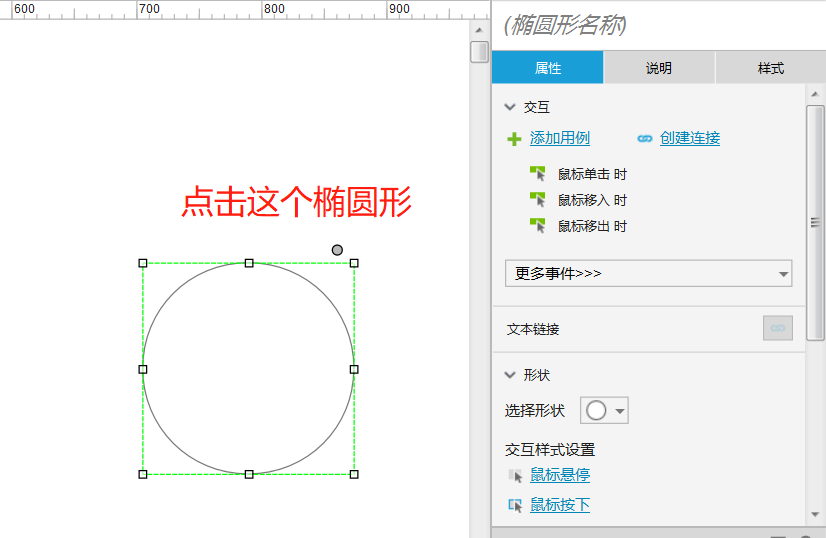 600
700
800
900
(椭圆形名称)
属性
说明
样式
交互
添加用例
创建连接
鼠标单击 时
鼠标移入 时
鼠标移出 时
更多事件>>>
文本链接
形状
选择形状
交互样式设置
鼠标悬停
鼠标按下
点击这个椭圆形